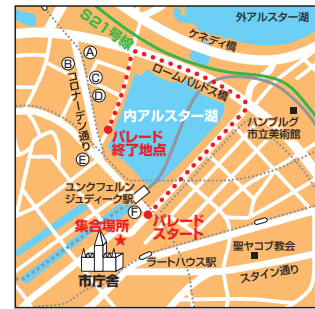 外アルスター湖
S21号線
ケネディ橋
Ⓐ
Ⓑ
Ⓒ
Ⓓ
コロナーデン通り
ロームバルドス橋
内アルスター湖
パレード
終了地点
ハンブルグ
市立美術館
Ⓔ
ユンクフェルン
ジュディーク駅
Ⓕ
パレード
スタート
集合場所
聖ヤコブ教会
ラートハウス駅
スタイン通り
市庁舎